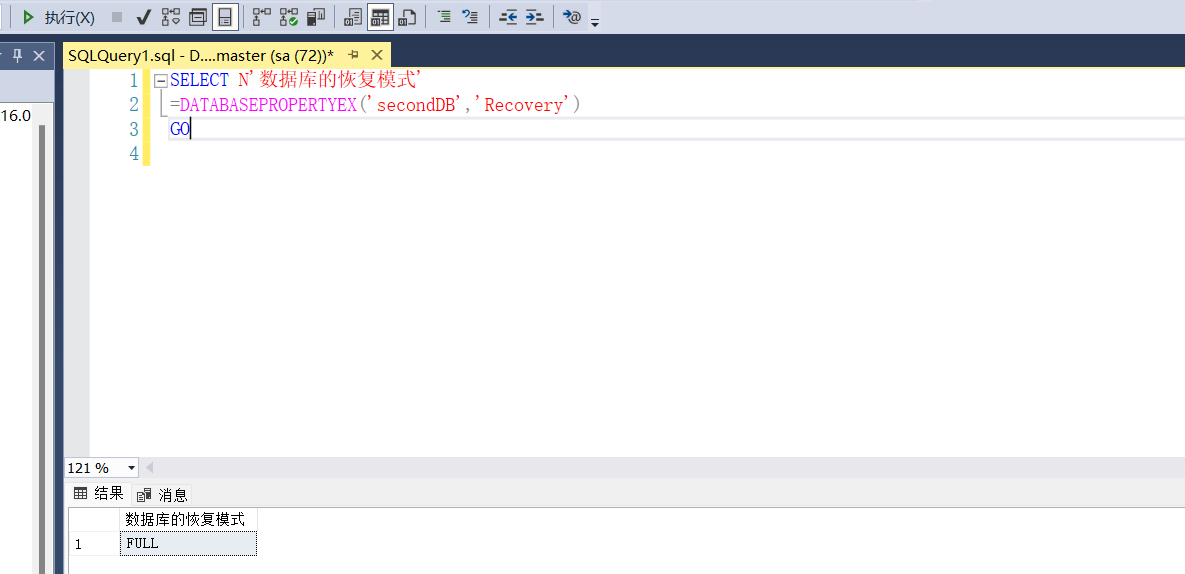 执行(X)
SQLQuery1.sql - D....master (sa (72))*
16.0
1 SELECT N'数据库的恢复模式'
2 =DATABASEPROPERTYEX('secondDB','Recovery')
3 GO
4
121 %
结果 消息
数据库的恢复模式
1 FULL